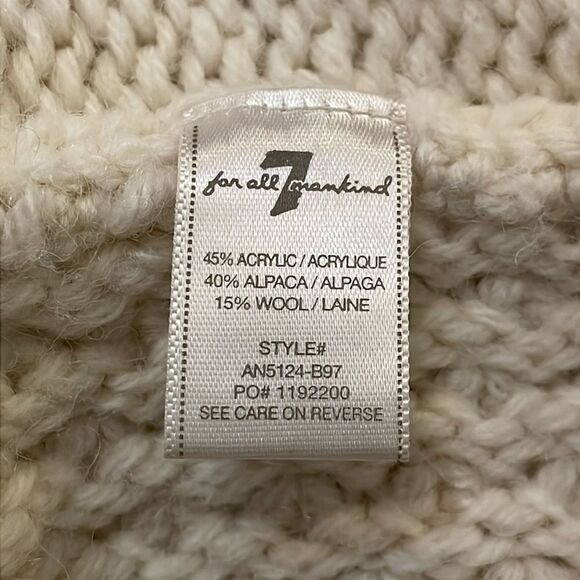 for all 7 mankind
45% ACRYLIC / ACRYLIQUE
40% ALPACA / ALPAGA
15% WOOL / LAINE
STYLE#
AN5124-B97
PO# 1192200
SEE CARE ON REVERSE